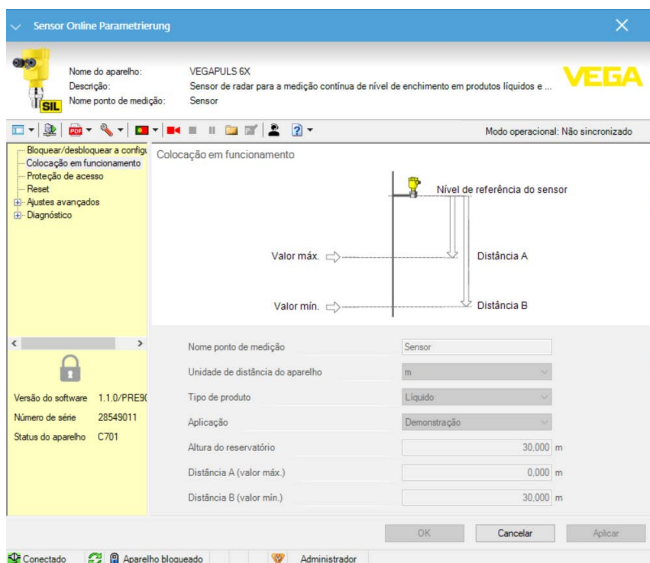 Sensor Online Parametrierung
Nome do aparelho: VEGAPULS 6X
Descrição: Sensor de radar para a medição contínua de nível de enchimento em produtos líquidos e ...
Nome ponto de medição: Sensor
SIL
VEGA
PDF
Modo operacional: Não sincronizado
Bloquear/desbloquear a configu
Colocação em funcionamento
Proteção de acesso
Reset
Ajustes avançados
Diagnóstico
Colocação em funcionamento
Nível de referência do sensor
Valor máx.
Distância A
Valor mín.
Distância B
Versão do software 1.1.0/PRE90
Número de série 28549011
Status do aparelho C701
Nome ponto de medição Sensor
Unidade de distância do aparelho m
Tipo de produto Líquido
Aplicação Demonstração
Altura do reservatório 30,000 m
Distância A (valor máx.) 0,000 m
Distância B (valor mín.) 30,000 m
OK Cancelar Aplicar
Conectado Aparelho bloqueado Administrador